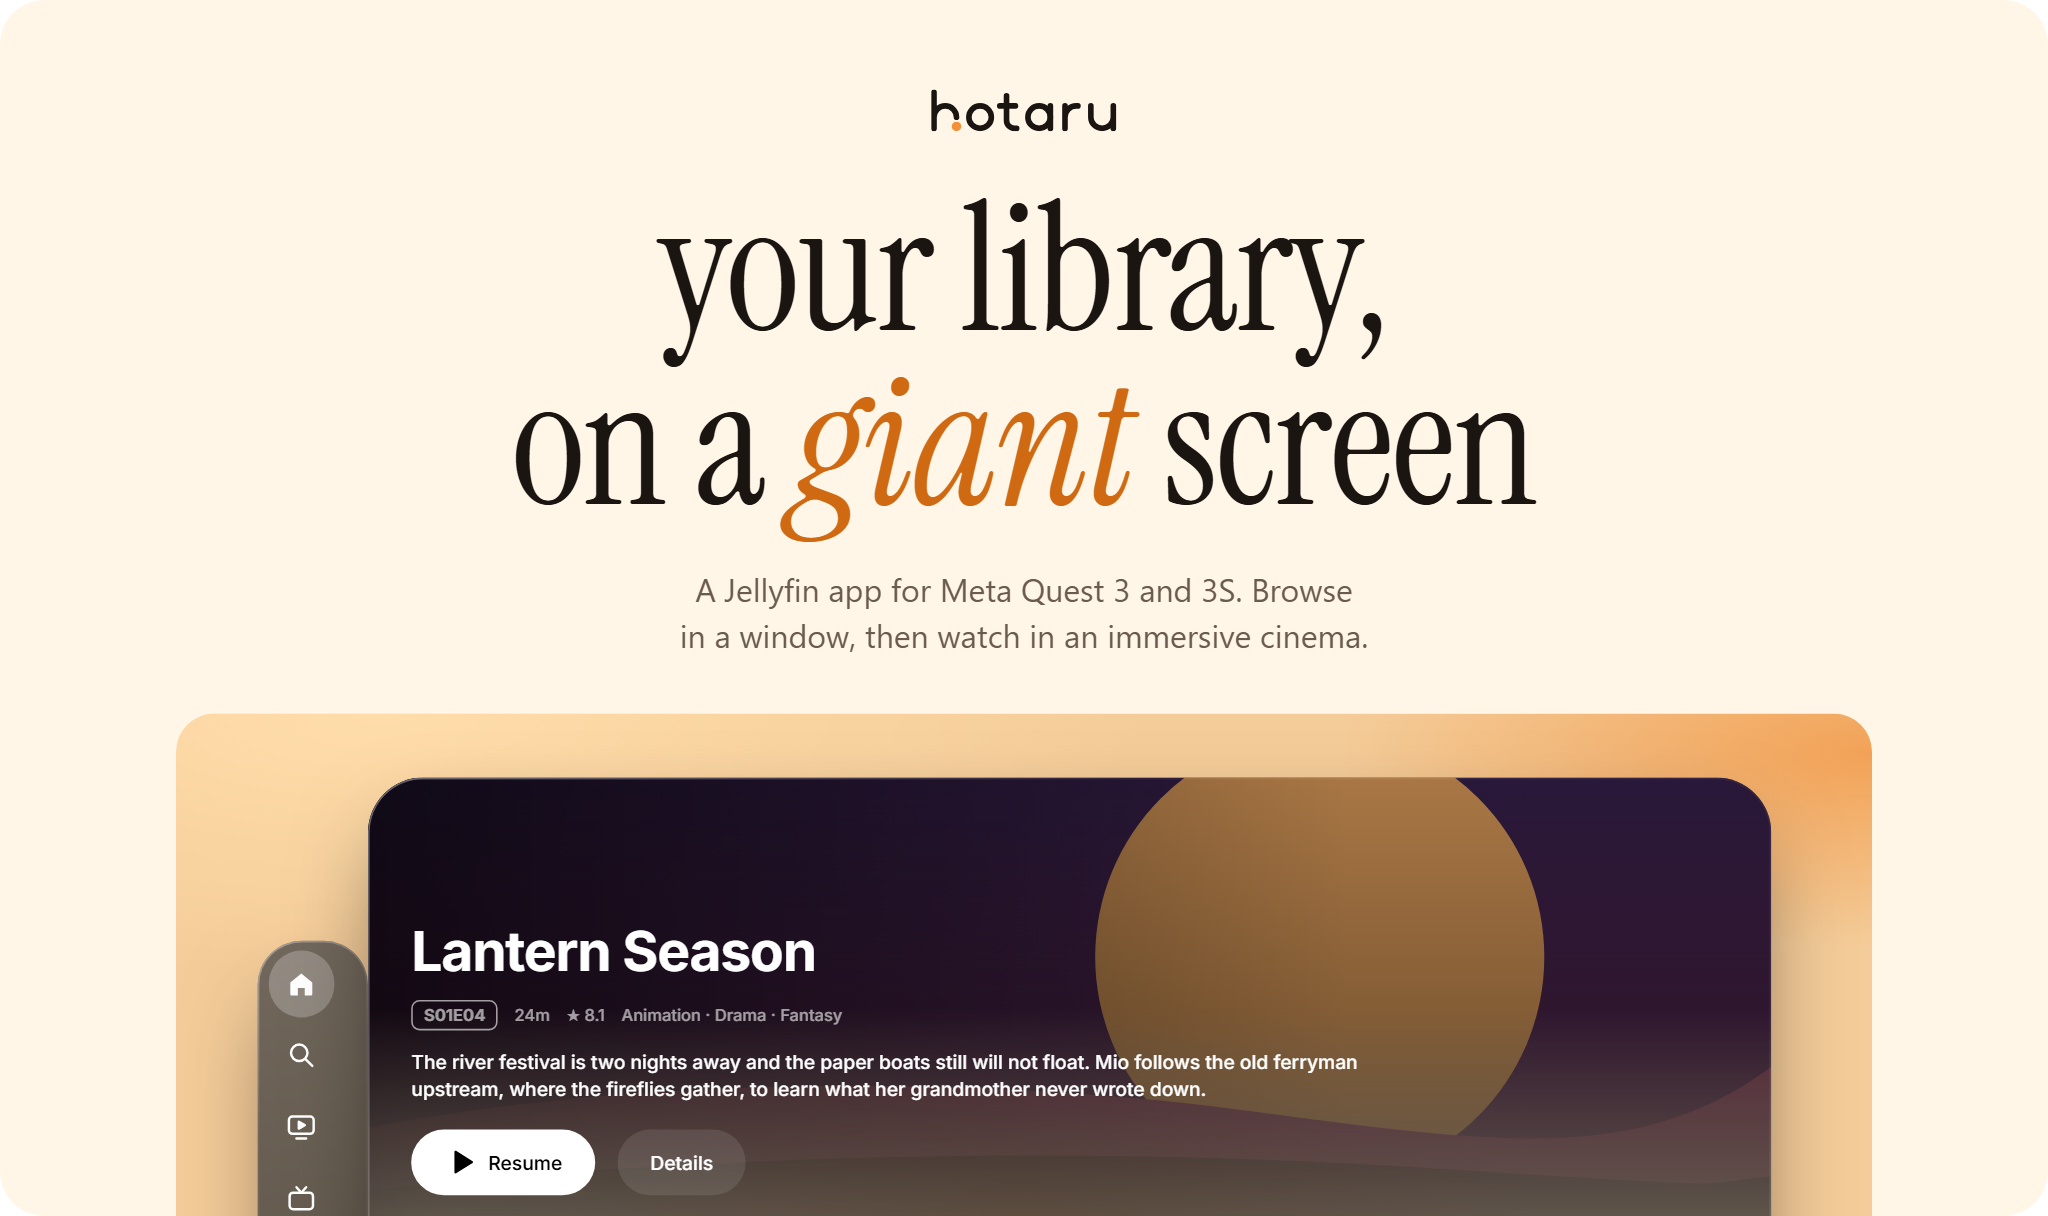 hotaru
your library,
on a giant screen
A Jellyfin app for Meta Quest 3 and 3S. Browse
in a window, then watch in an immersive cinema.
Lantern Season
S01E04 24m ★ 8.1 Animation · Drama · Fantasy
The river festival is two nights away and the paper boats still will not float. Mio follows the old ferryman
upstream, where the fireflies gather, to learn what her grandmother never wrote down.
Resume Details